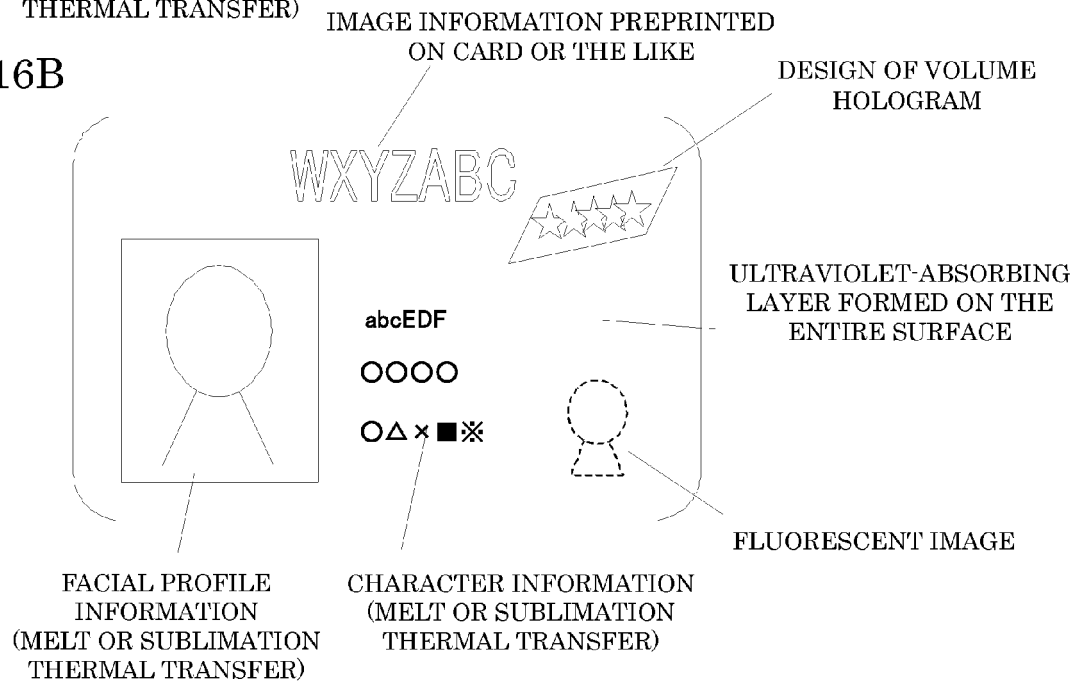 THERMAL TRANSFER)
IMAGE INFORMATION PREPRINTED
ON CARD OR THE LIKE
16B
DESIGN OF VOLUME
HOLOGRAM
WXYZABC
ULTRAVIOLET-ABSORBING
LAYER FORMED ON THE
ENTIRE SURFACE
abcEDF
○○○○
○△×■※
FLUORESCENT IMAGE
FACIAL PROFILE
INFORMATION
(MELT OR SUBLIMATION
THERMAL TRANSFER)
CHARACTER INFORMATION
(MELT OR SUBLIMATION
THERMAL TRANSFER)